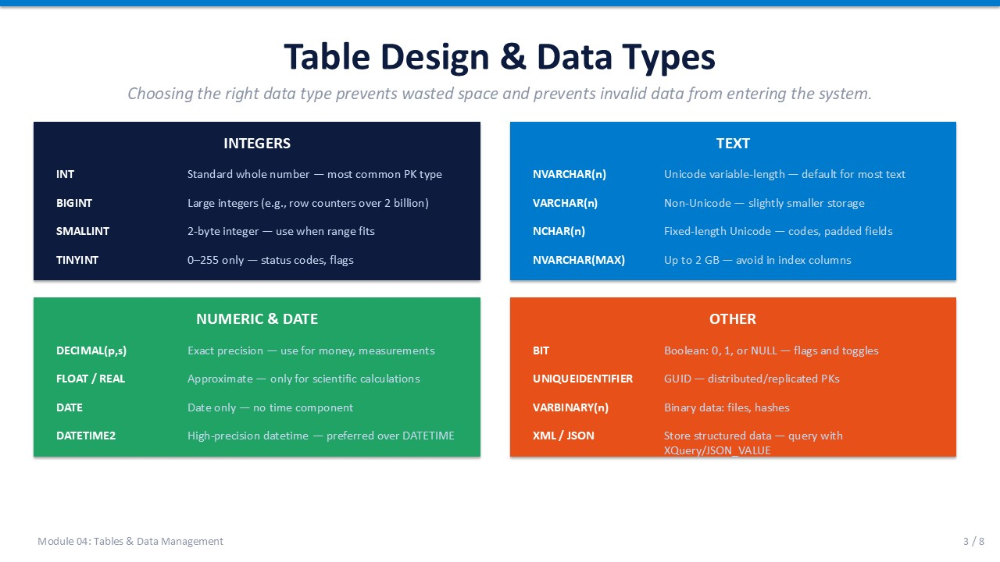 Table Design & Data Types
Choosing the right data type prevents wasted space and prevents invalid data from entering the system.
INTEGERS
INT Standard whole number — most common PK type
BIGINT Large integers (e.g., row counters over 2 billion)
SMALLINT 2-byte integer — use when range fits
TINYINT 0–255 only — status codes, flags
TEXT
NVARCHAR(n) Unicode variable-length — default for most text
VARCHAR(n) Non-Unicode — slightly smaller storage
NCHAR(n) Fixed-length Unicode — codes, padded fields
NVARCHAR(MAX) Up to 2 GB — avoid in index columns
NUMERIC & DATE
DECIMAL(p,s) Exact precision — use for money, measurements
FLOAT / REAL Approximate — only for scientific calculations
DATE Date only — no time component
DATETIME2 High-precision datetime — preferred over DATETIME
OTHER
BIT Boolean: 0, 1, or NULL — flags and toggles
UNIQUEIDENTIFIER GUID — distributed/replicated PKs
VARBINARY(n) Binary data: files, hashes
XML / JSON Store structured data — query with
XQuery/JSON_VALUE
Module 04: Tables & Data Management
3 / 8